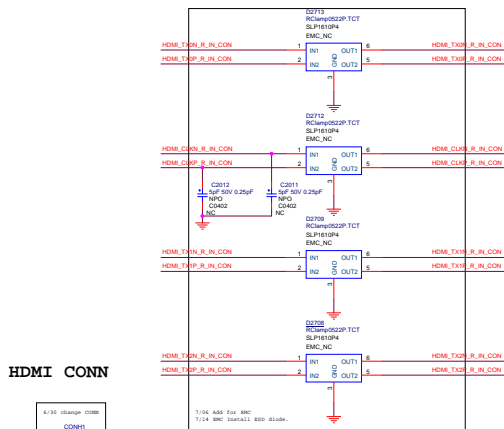 D2713
RClamp0522P.TCT
SLP1610P4
EMC_NC
HDMI_TX0N_R_IN_CON 1 IN1 OUT1 6 HDMI_TX0N_R_IN_CON
HDMI_TX0P_R_IN_CON 2 IN2 GND OUT2 5 HDMI_TX0P_R_IN_CON
3
D2712
RClamp0522P.TCT
SLP1610P4
EMC_NC
HDMI_CLKN_R_IN_CON 1 IN1 OUT1 6 HDMI_CLKN_R_IN_CON
HDMI_CLKP_R_IN_CON 2 IN2 GND OUT2 5 HDMI_CLKP_R_IN_CON
3
C2012 C2011
5pF 50V 0.25pF 5pF 50V 0.25pF
NPO NPO
C0402 C0402
NC NC
D2709
RClamp0522P.TCT
SLP1610P4
EMC_NC
HDMI_TX1N_R_IN_CON 1 IN1 OUT1 6 HDMI_TX1N_R_IN_CON
HDMI_TX1P_R_IN_CON 2 IN2 GND OUT2 5 HDMI_TX1P_R_IN_CON
3
D2708
RClamp0522P.TCT
SLP1610P4
EMC_NC
HDMI_TX2N_R_IN_CON 1 IN1 OUT1 6 HDMI_TX2N_R_IN_CON
HDMI_TX2P_R_IN_CON 2 IN2 GND OUT2 5 HDMI_TX2P_R_IN_CON
3
HDMI CONN
6/30 change CONN
CONH1
7/06 Add for EMC
7/14 EMC Install ESD diode.